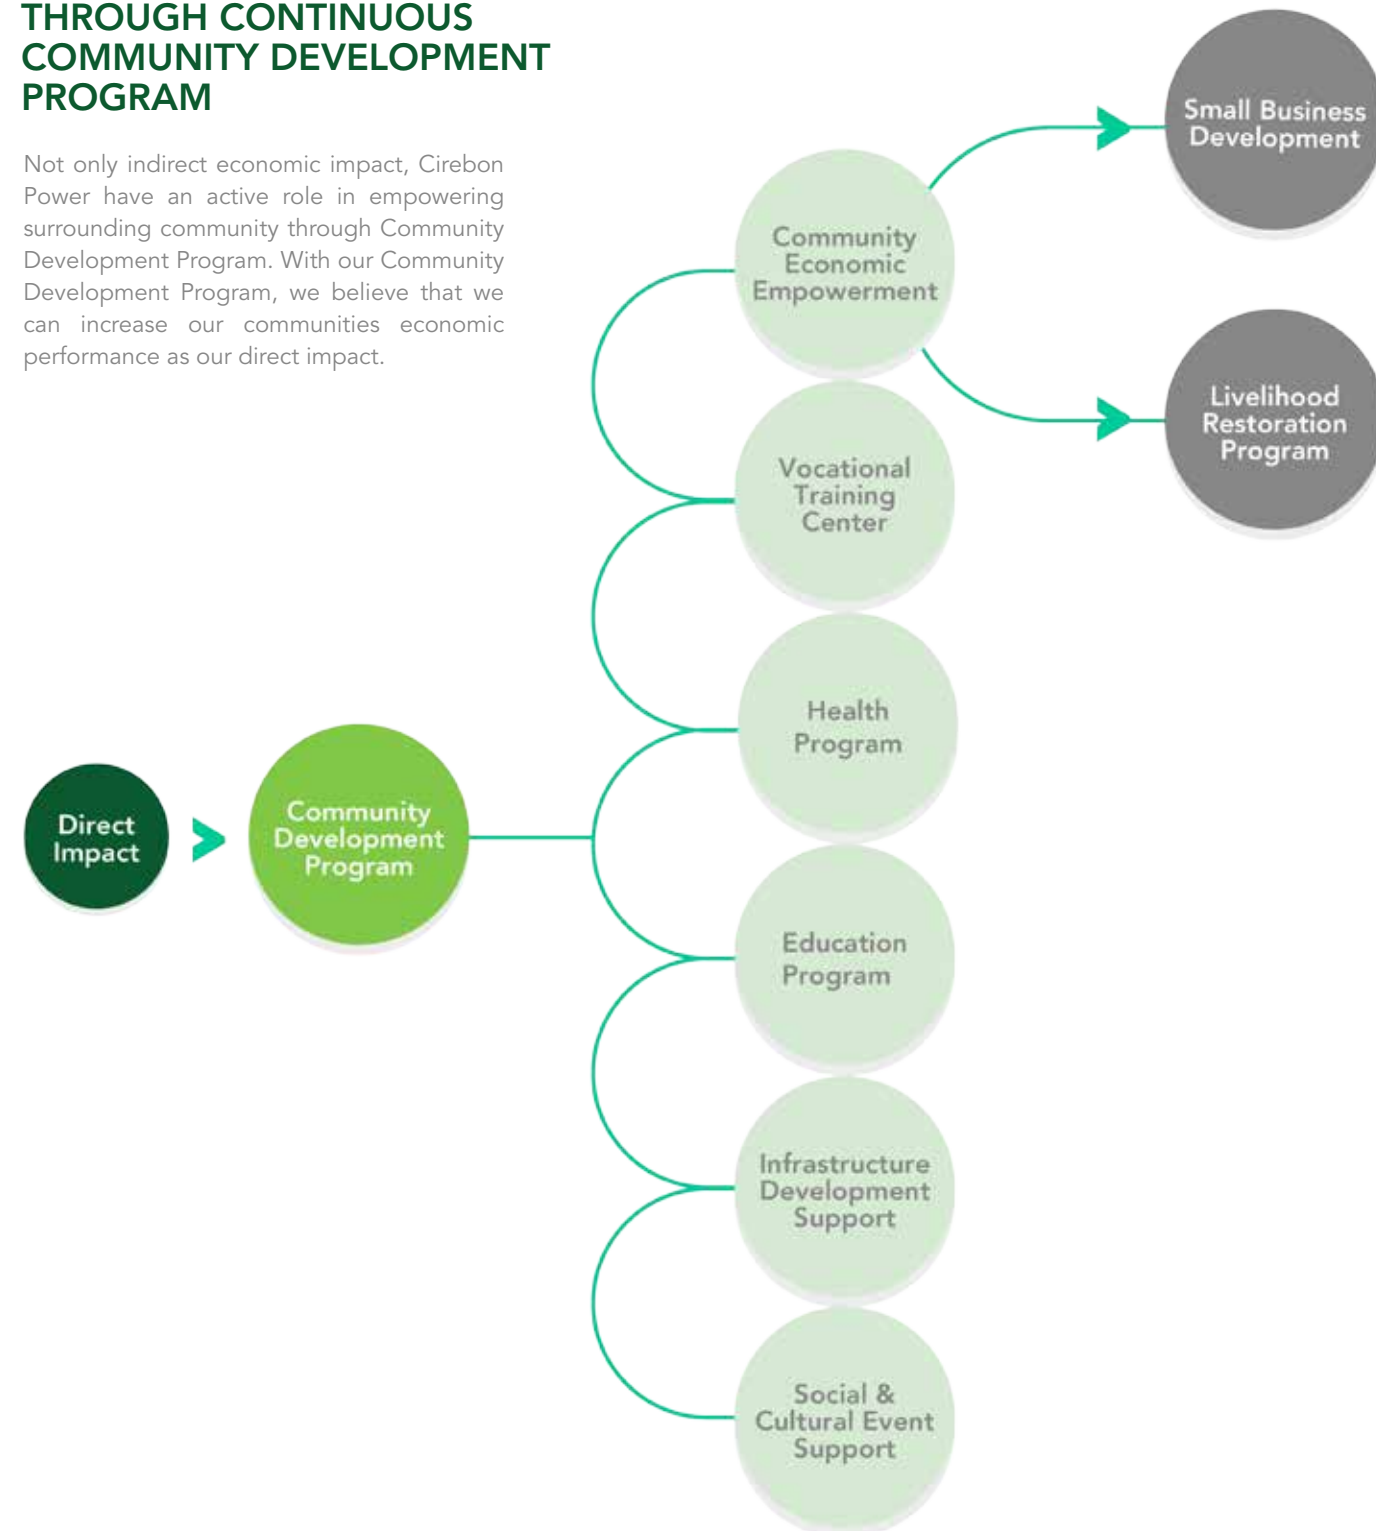 THROUGH CONTINUOUS
COMMUNITY DEVELOPMENT
PROGRAM
Not only indirect economic impact, Cirebon
Power have an active role in empowering
surrounding community through Community
Development Program. With our Community
Development Program, we believe that we
can increase our communities economic
performance as our direct impact.
Direct
Impact
Community
Development
Program
Community
Economic
Empowerment
Vocational
Training
Center
Health
Program
Education
Program
Infrastructure
Development
Support
Social &
Cultural Event
Support
Small Business
Development
Livelihood
Restoration
Program